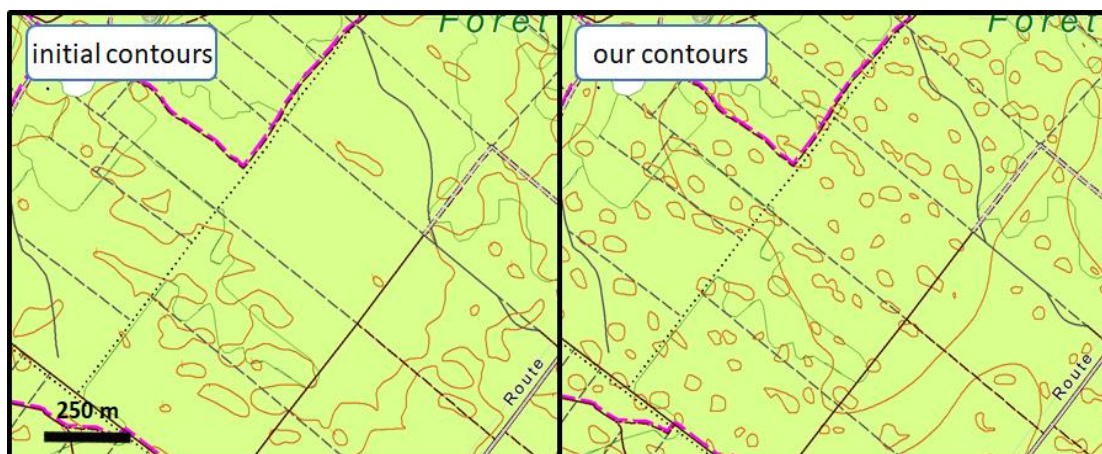 initial contours
Foret
250 m
Route
our contours
Foret
Route